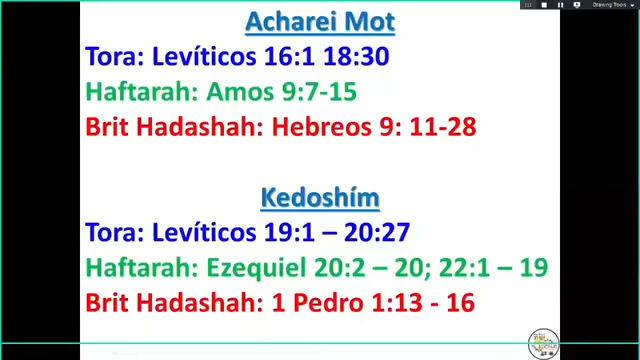 Acharei Mot
Tora: Levíticos 16:1 18:30
Haftarah: Amos 9:7-15
Brit Hadashah: Hebreos 9: 11-28
Kedoshím
Tora: Levíticos 19:1 – 20:27
Haftarah: Ezequiel 20:2 – 20; 22:1 – 19
Brit Hadashah: 1 Pedro 1:13 - 16
Drawing Tools